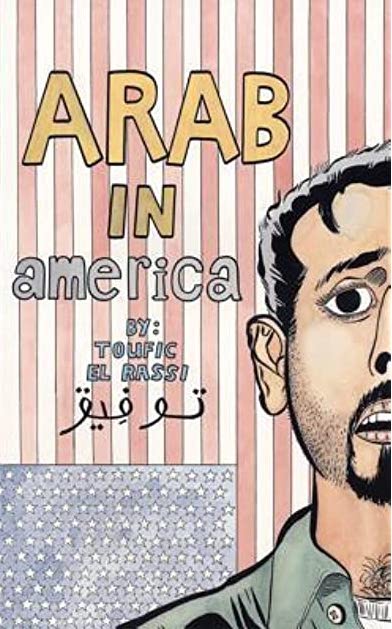 ARAB
IN
america
BY:
TOUFIC
EL RASSI
توفيق